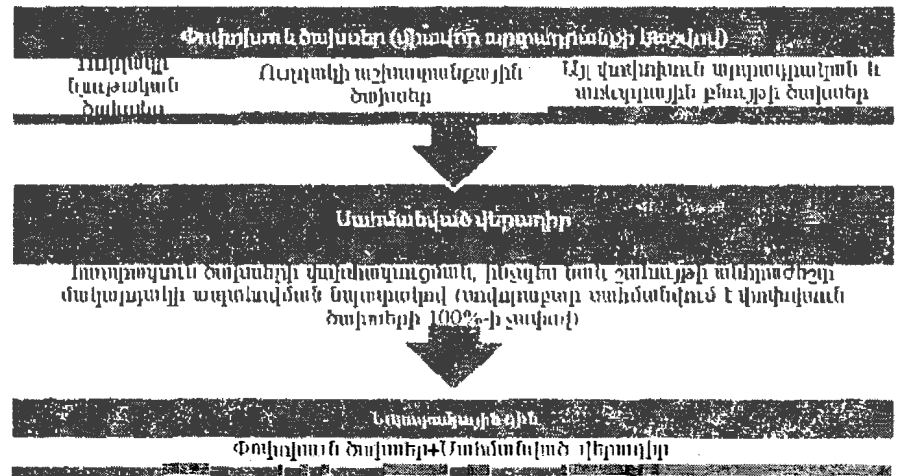 Փոփոխուն ծախսեր (միավոր արտադրանքի հաշվով)
Ուղղակի
նյութական
ծախսեր
Ուղղակի աշխատանքային
ծախսեր
Այլ փոփոխուն արտադրական և
առևտրային բնույթի ծախսեր
Սահմանված վերադիր
հաստատուն ծախսերի փոխհատուցման, ինչպես նաև շահույթի անհրաժեշտ
մակարդակի ապահովման նպատակով (սովորաբար սահմանվում է փոփոխուն
ծախսերի 100%-ի չափով)
Նպատակային գին
Փոփոխուն ծախսեր+Սահմանված վերադիր